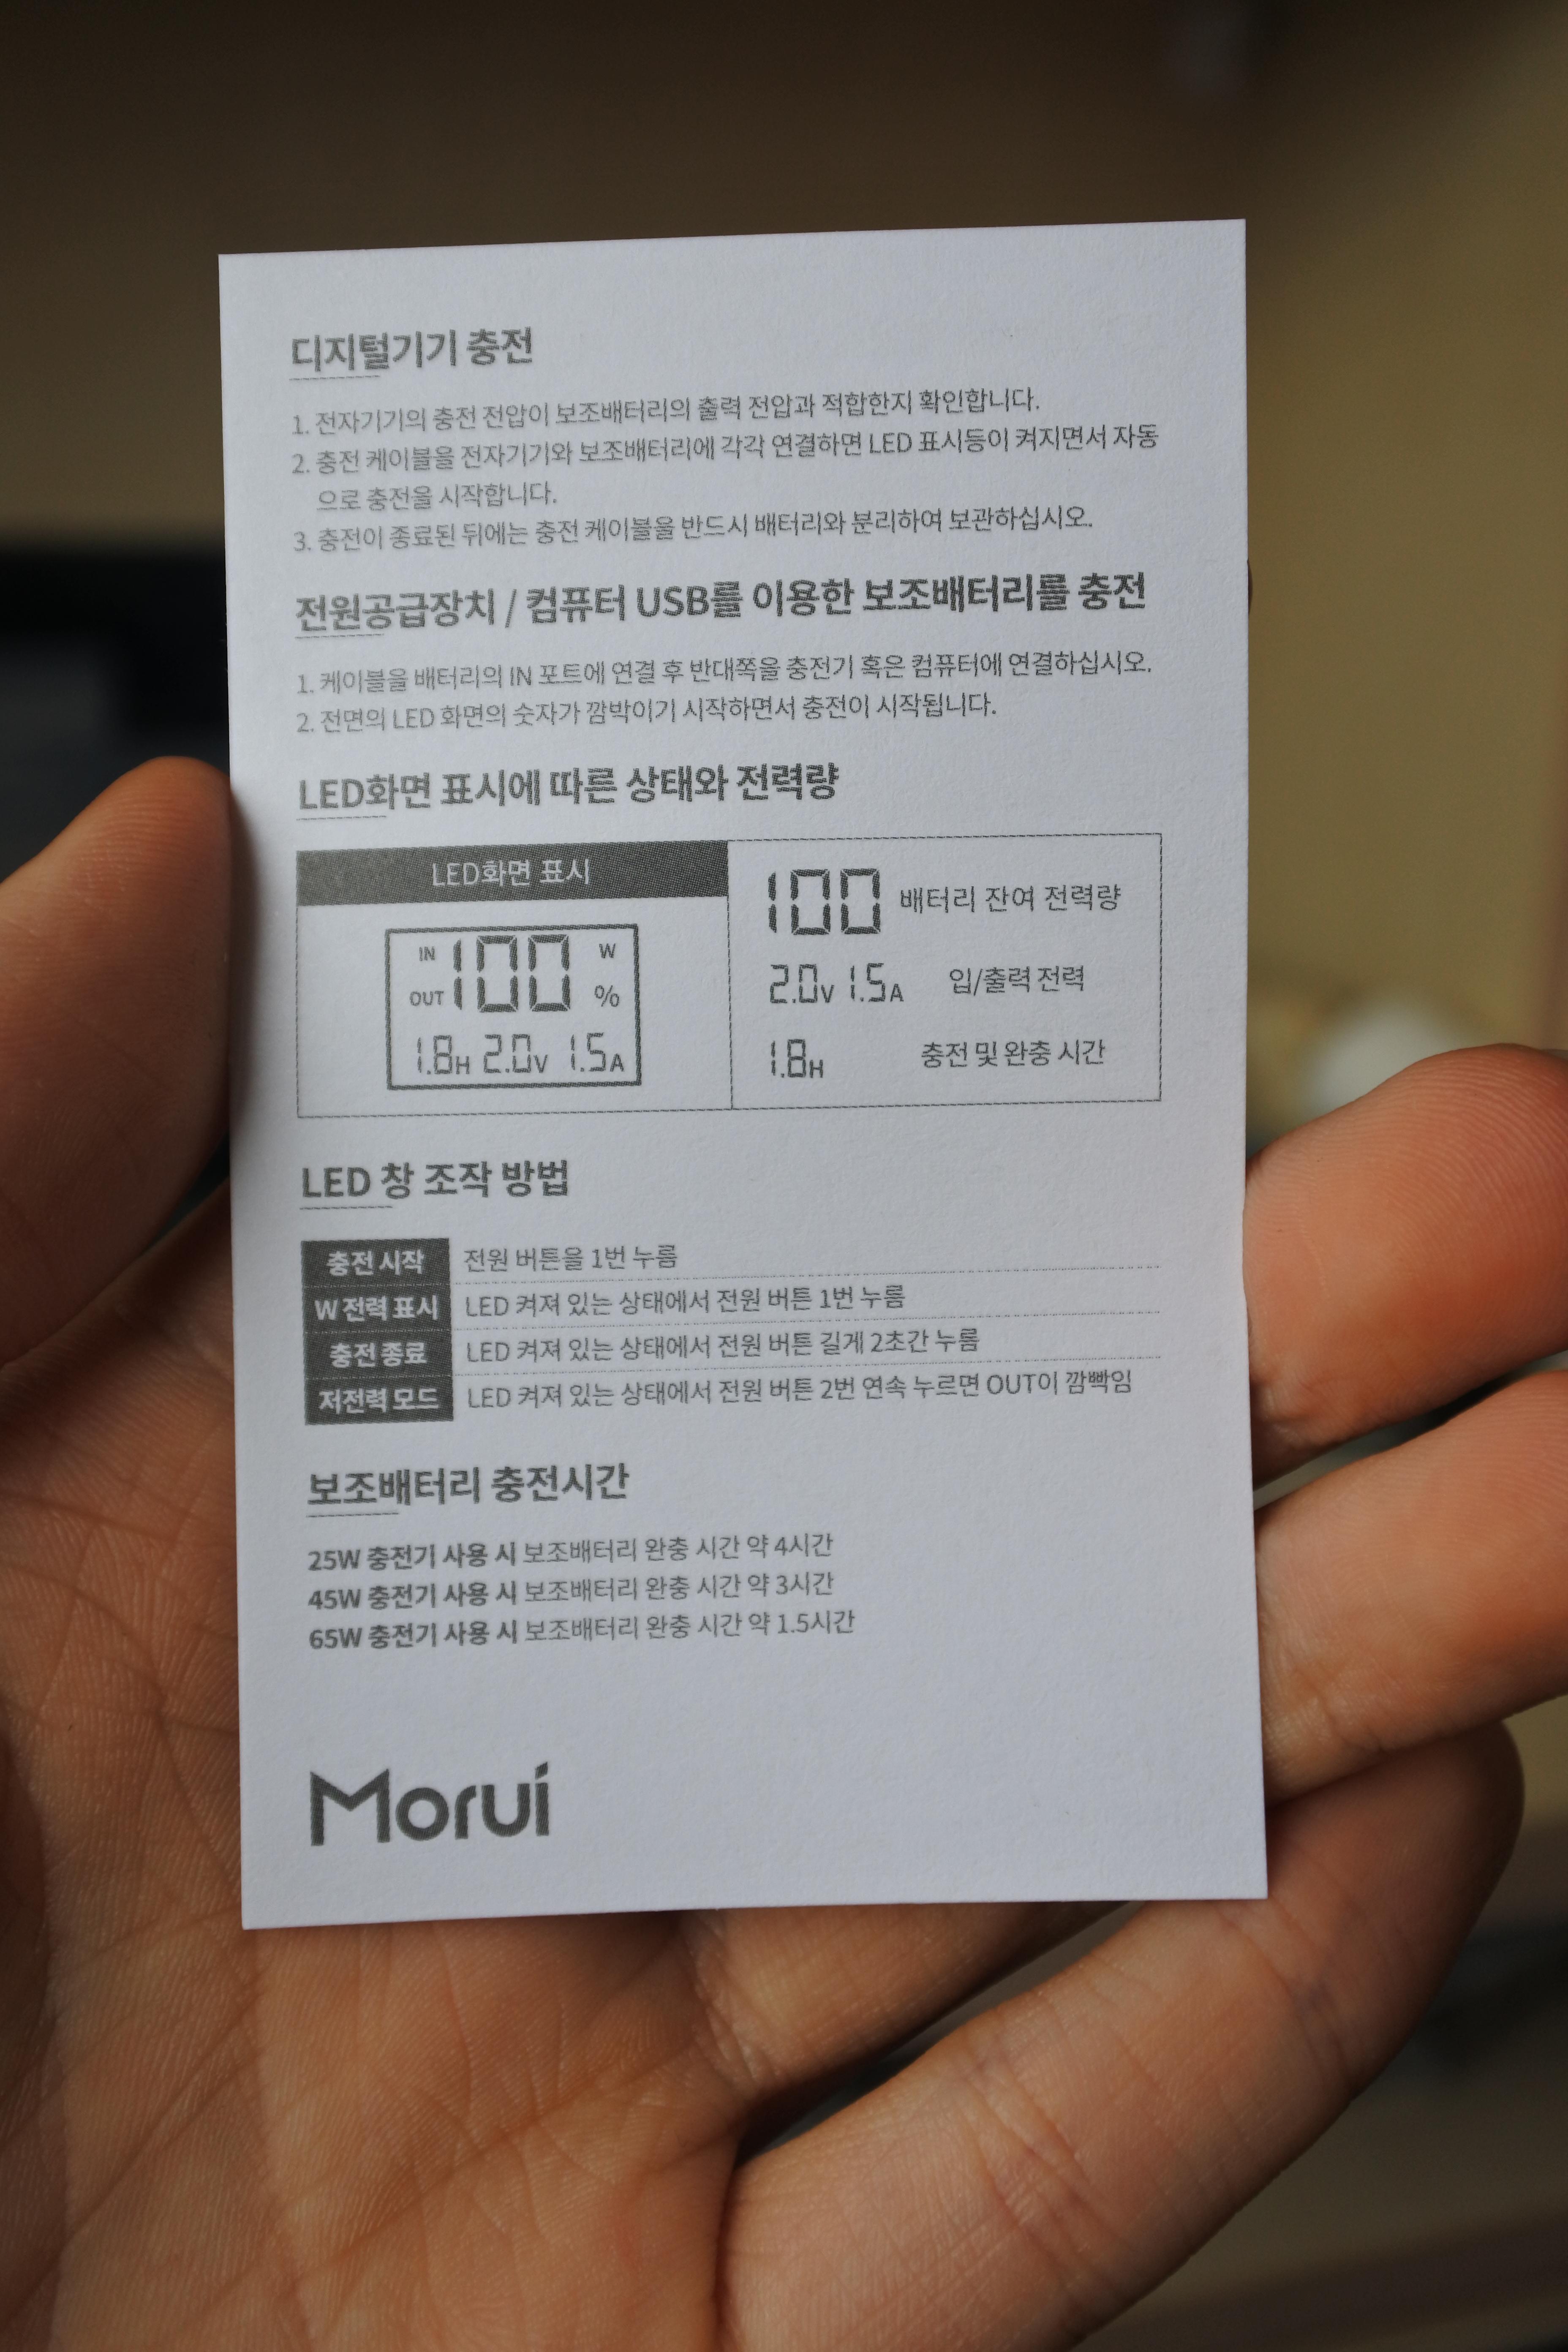 디지털기기 충전
1. 전자기기의 충전 전압이 보조배터리의 출력 전압과 적합한지 확인합니다.
2. 충전 케이블을 전자기기와 보조배터리에 각각 연결하면 LED 표시등이 켜지면서 자동
으로 충전을 시작합니다.
3. 충전이 종료된 뒤에는 충전 케이블을 반드시 배터리와 분리하여 보관하십시오.
전원공급장치 / 컴퓨터 USB를 이용한 보조배터리를 충전
1. 케이블을 배터리의 IN 포트에 연결 후 반대쪽을 충전기 혹은 컴퓨터에 연결하십시오.
2. 전면의 LED 화면의 숫자가 깜박이기 시작하면서 충전이 시작됩니다.
LED화면 표시에 따른 상태와 전력량
LED화면 표시
IN 100 W
OUT %
1.8H 2.0V 1.5A
100 배터리 잔여 전력량
2.0V 1.5A 입/출력 전력
1.8H 충전 및 완충 시간
LED 창 조작 방법
충전 시작 전원 버튼을 1번 누름
W 전력 표시 LED 켜져 있는 상태에서 전원 버튼 1번 누름
충전 종료 LED 켜져 있는 상태에서 전원 버튼 길게 2초간 누름
저전력 모드 LED 켜져 있는 상태에서 전원 버튼 2번 연속 누르면 OUT이 깜빡임
보조배터리 충전시간
25W 충전기 사용 시 보조배터리 완충 시간 약 4시간
45W 충전기 사용 시 보조배터리 완충 시간 약 3시간
65W 충전기 사용 시 보조배터리 완충 시간 약 1.5시간
Morui